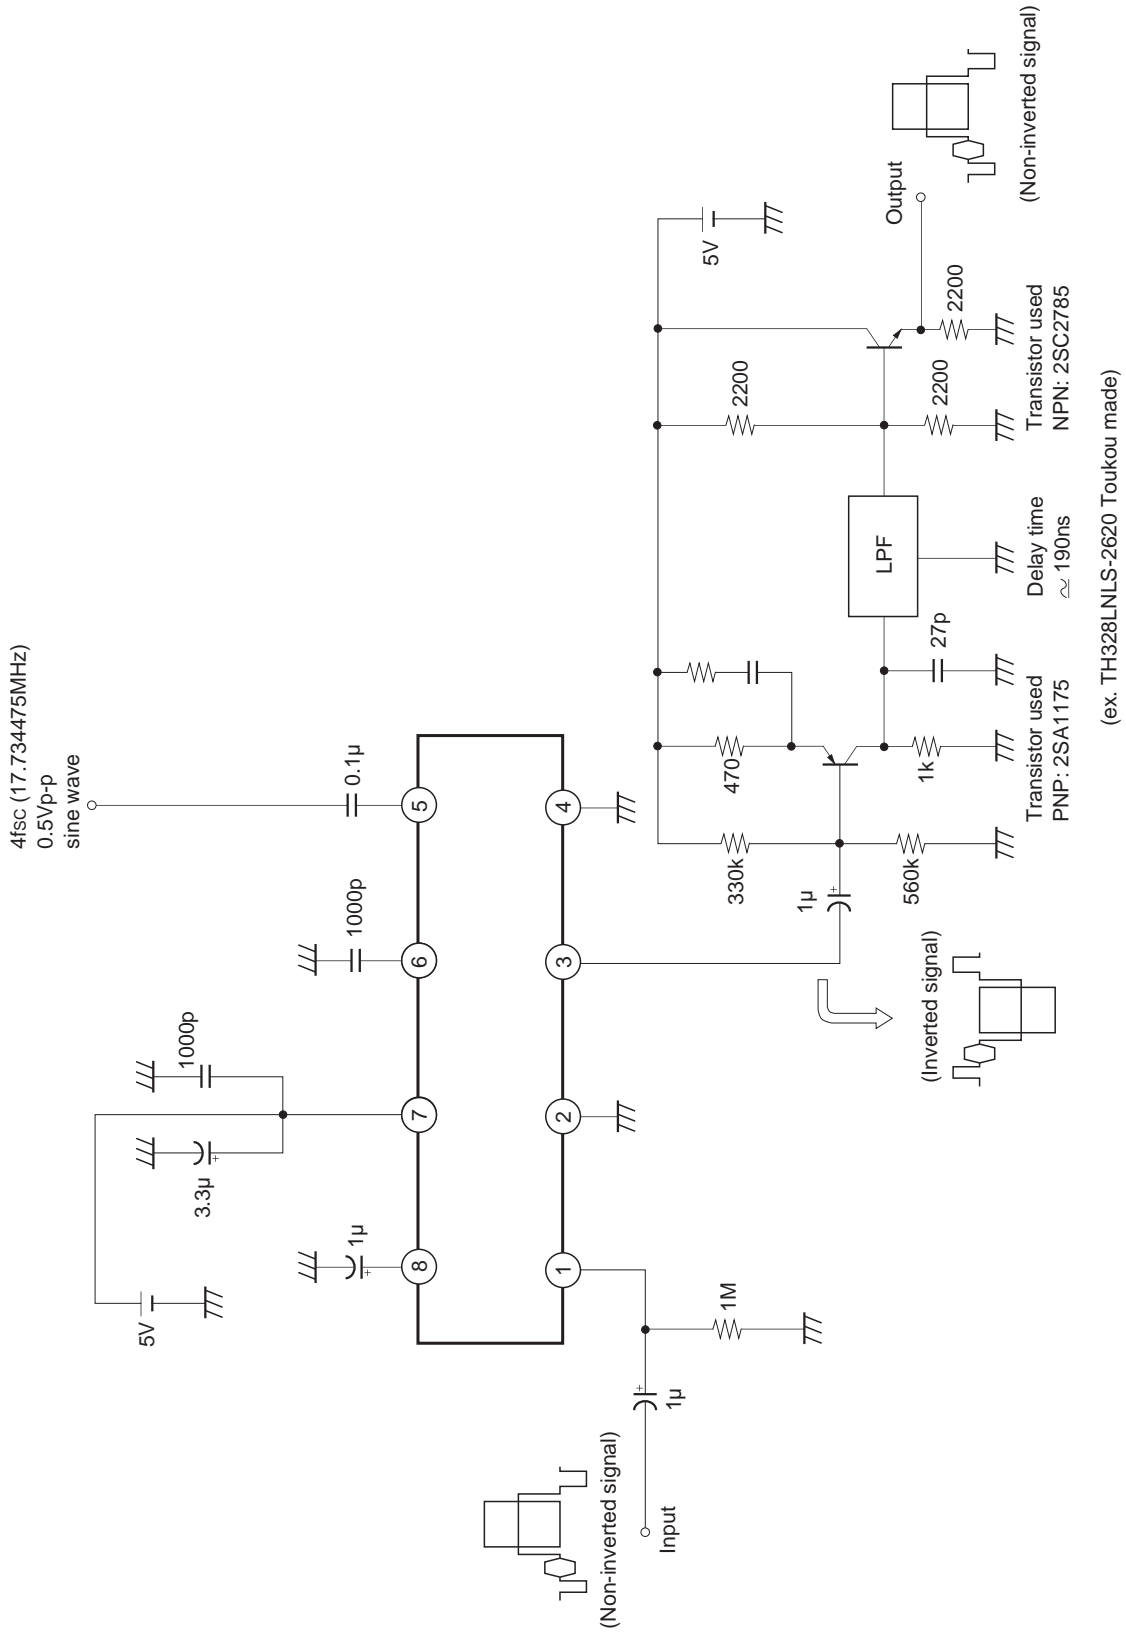 4fsc (17.734475MHz)
0.5Vp-p
sine wave
5V
3.3µ
1000p
1µ
1000p
0.1µ
8
7
6
5
1
2
3
4
Input
1µ
1M
(Non-inverted signal)
(Inverted signal)
1µ
330k
560k
470
1k
27p
LPF
2200
2200
2200
5V
Output
(Non-inverted signal)
Transistor used
PNP: 2SA1175
Delay time
≃ 190ns
Transistor used
NPN: 2SC2785
(ex. TH328LNLS-2620 Toukou made)